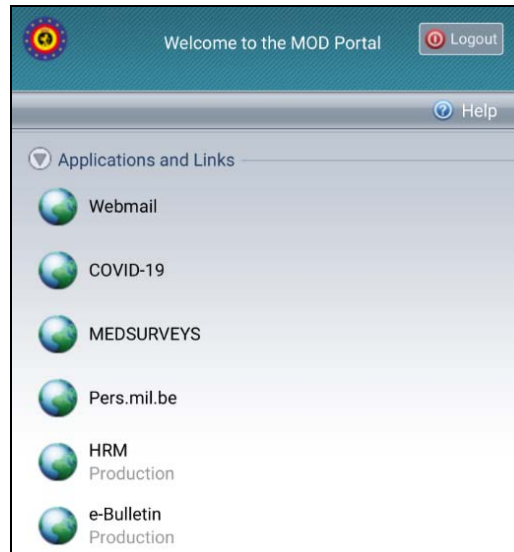 Welcome to the MOD Portal
Logout
Help
Applications and Links
Webmail
COVID-19
MEDSURVEYS
Pers.mil.be
HRM
Production
e-Bulletin
Production